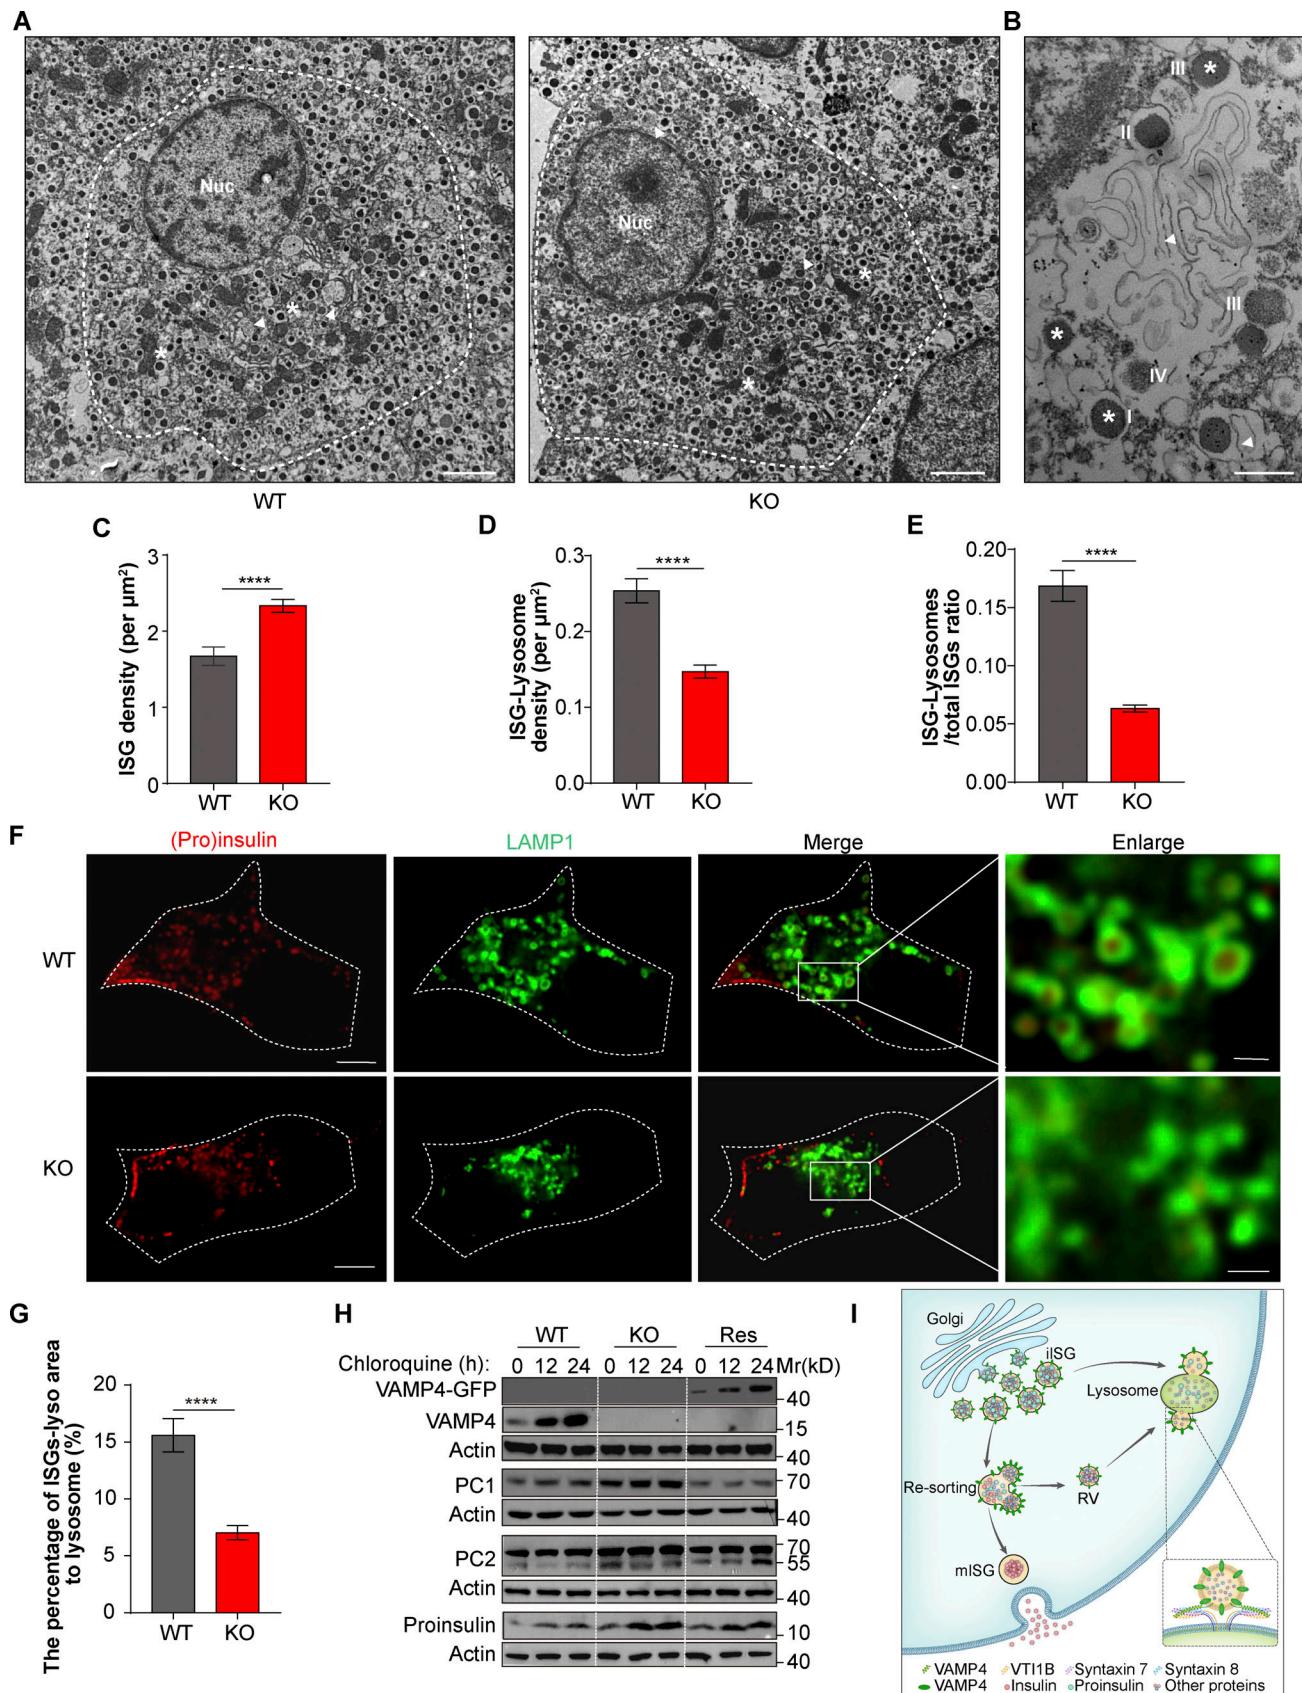 A
B
Nuc
Nuc
WT
KO
III
*
II
III
*
IV
*
I
*
*
*
*
C
D
E
ISG density (per μm²)
3
2
1
0
****
WT
KO
ISG-Lysosome
density (per μm²)
0.3
0.2
0.1
0.0
****
WT
KO
ISG-Lysosomes
/total ISGs ratio
0.20
0.15
0.10
0.05
0.00
****
WT
KO
F
(Pro)insulin
LAMP1
Merge
Enlarge
WT
KO
G
The percentage of ISGs-lyso area
to lysosome (%)
20
15
10
5
0
****
WT
KO
H
WT
KO
Res
Chloroquine (h): 0 12 24 0 12 24 0 12 24 Mr(kD)
VAMP4-GFP 40
VAMP4 15
Actin 40
PC1 70
Actin 40
PC2 70
55
Actin 40
Proinsulin 10
Actin 40
I
Golgi
iISG
Lysosome
Re-sorting
RV
mISG
VAMP4 VTI1B Syntaxin 7 Syntaxin 8
VAMP4 Insulin Proinsulin Other proteins